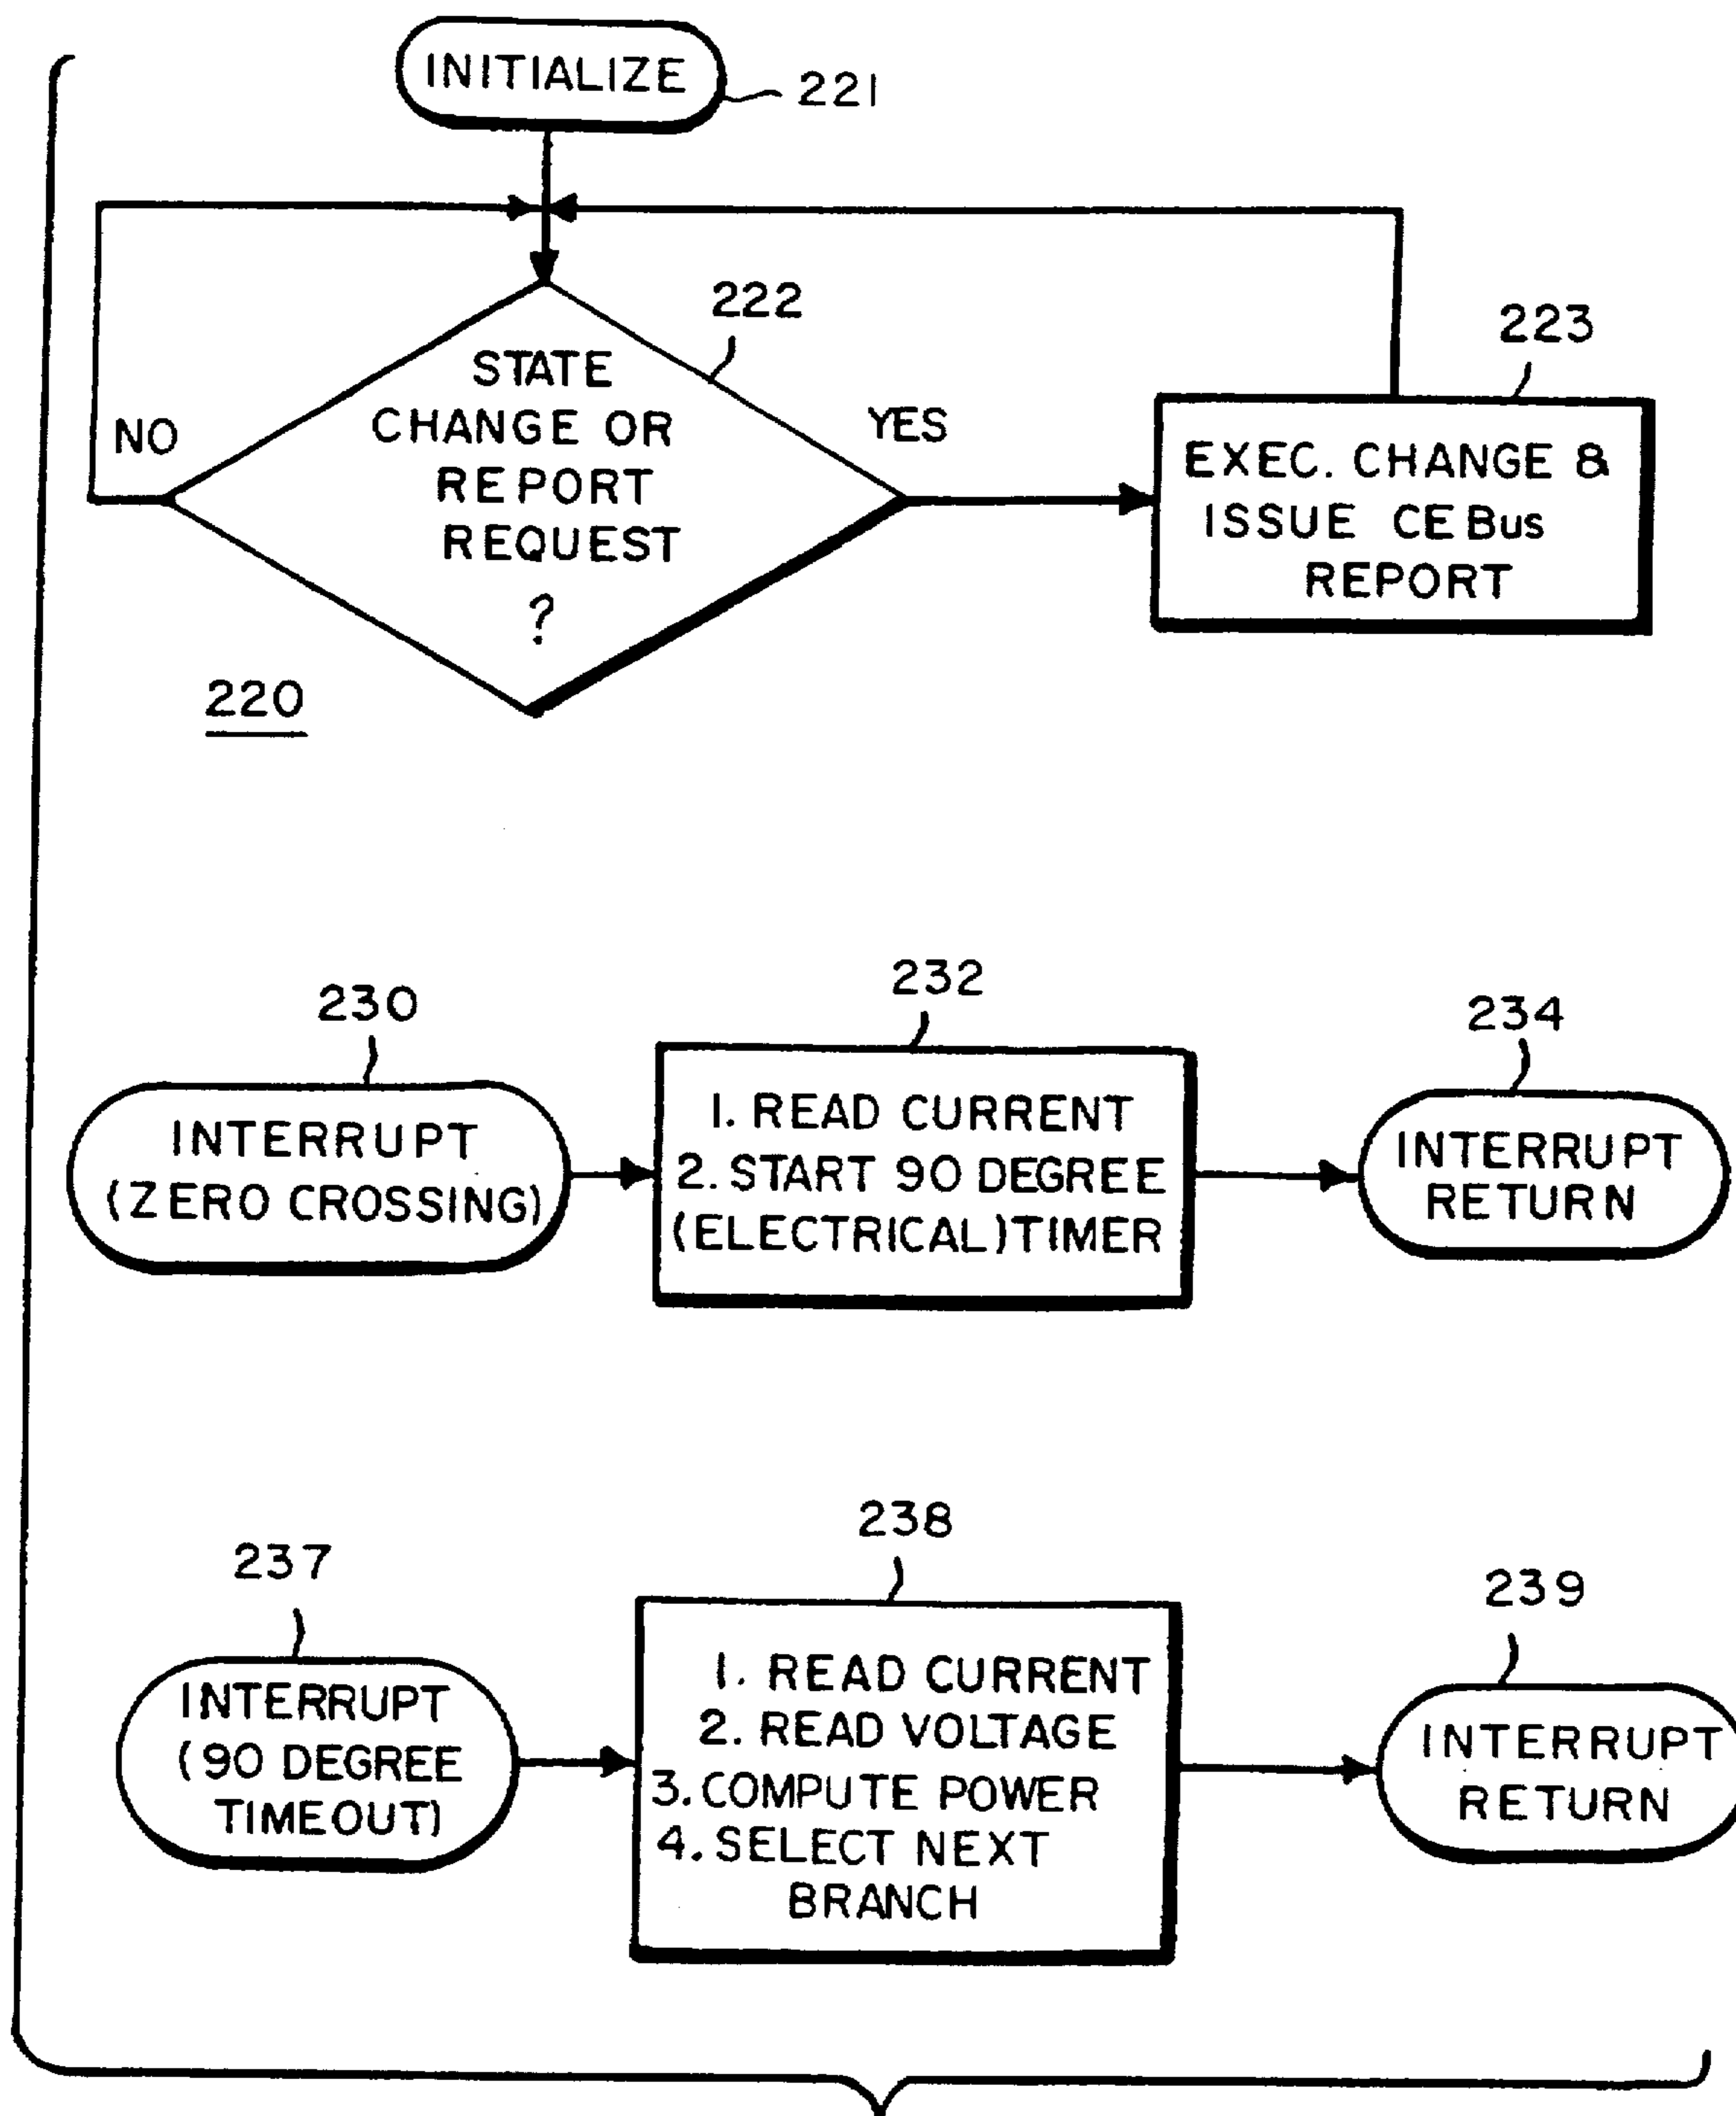 INITIALIZE
221
222
STATE
CHANGE OR
REPORT
REQUEST
?
NO
YES
223
EXEC. CHANGE &
ISSUE CEBus
REPORT
220
230
INTERRUPT
(ZERO CROSSING)
232
1. READ CURRENT
2. START 90 DEGREE
(ELECTRICAL) TIMER
234
INTERRUPT
RETURN
237
INTERRUPT
(90 DEGREE
TIMEOUT)
238
1. READ CURRENT
2. READ VOLTAGE
3. COMPUTE POWER
4. SELECT NEXT
BRANCH
239
INTERRUPT
RETURN